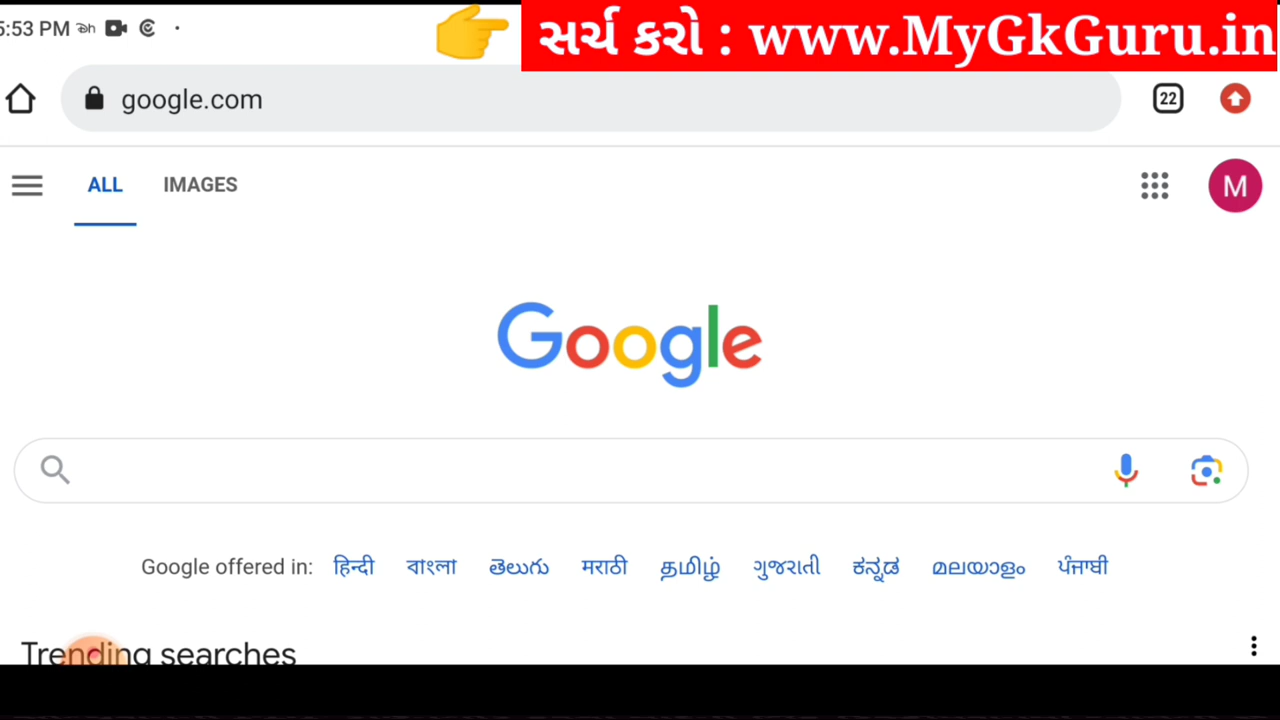 5:53 PM
સર્ચ કરો : www.MyGkGuru.in
google.com
22
ALL IMAGES
M
Google
Google offered in: हिन्दी বাংলা తెలుగు मराठी தமிழ் ગુજરાતી ಕನ್ನಡ മലയാളം ਪੰਜਾਬੀ
Trending searches